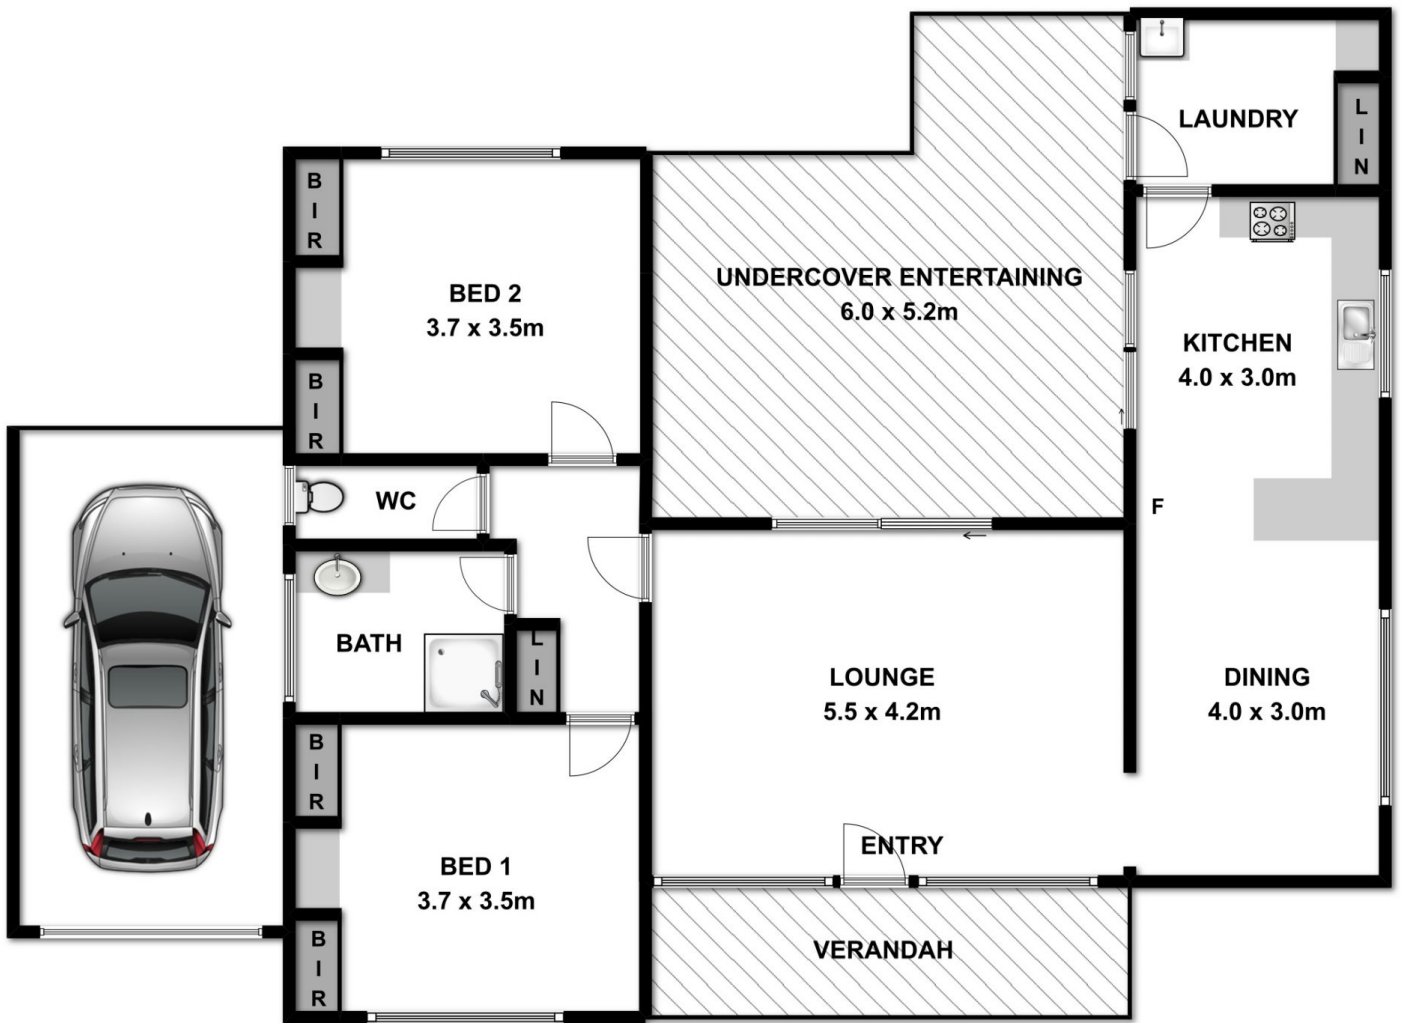 LAUNDRY
L
I
N
B
I
R
UNDERCOVER ENTERTAINING
6.0 x 5.2m
BED 2
3.7 x 3.5m
KITCHEN
4.0 x 3.0m
B
I
R
WC
F
BATH
L
I
N
LOUNGE
5.5 x 4.2m
DINING
4.0 x 3.0m
B
I
R
ENTRY
BED 1
3.7 x 3.5m
B
I
R
VERANDAH